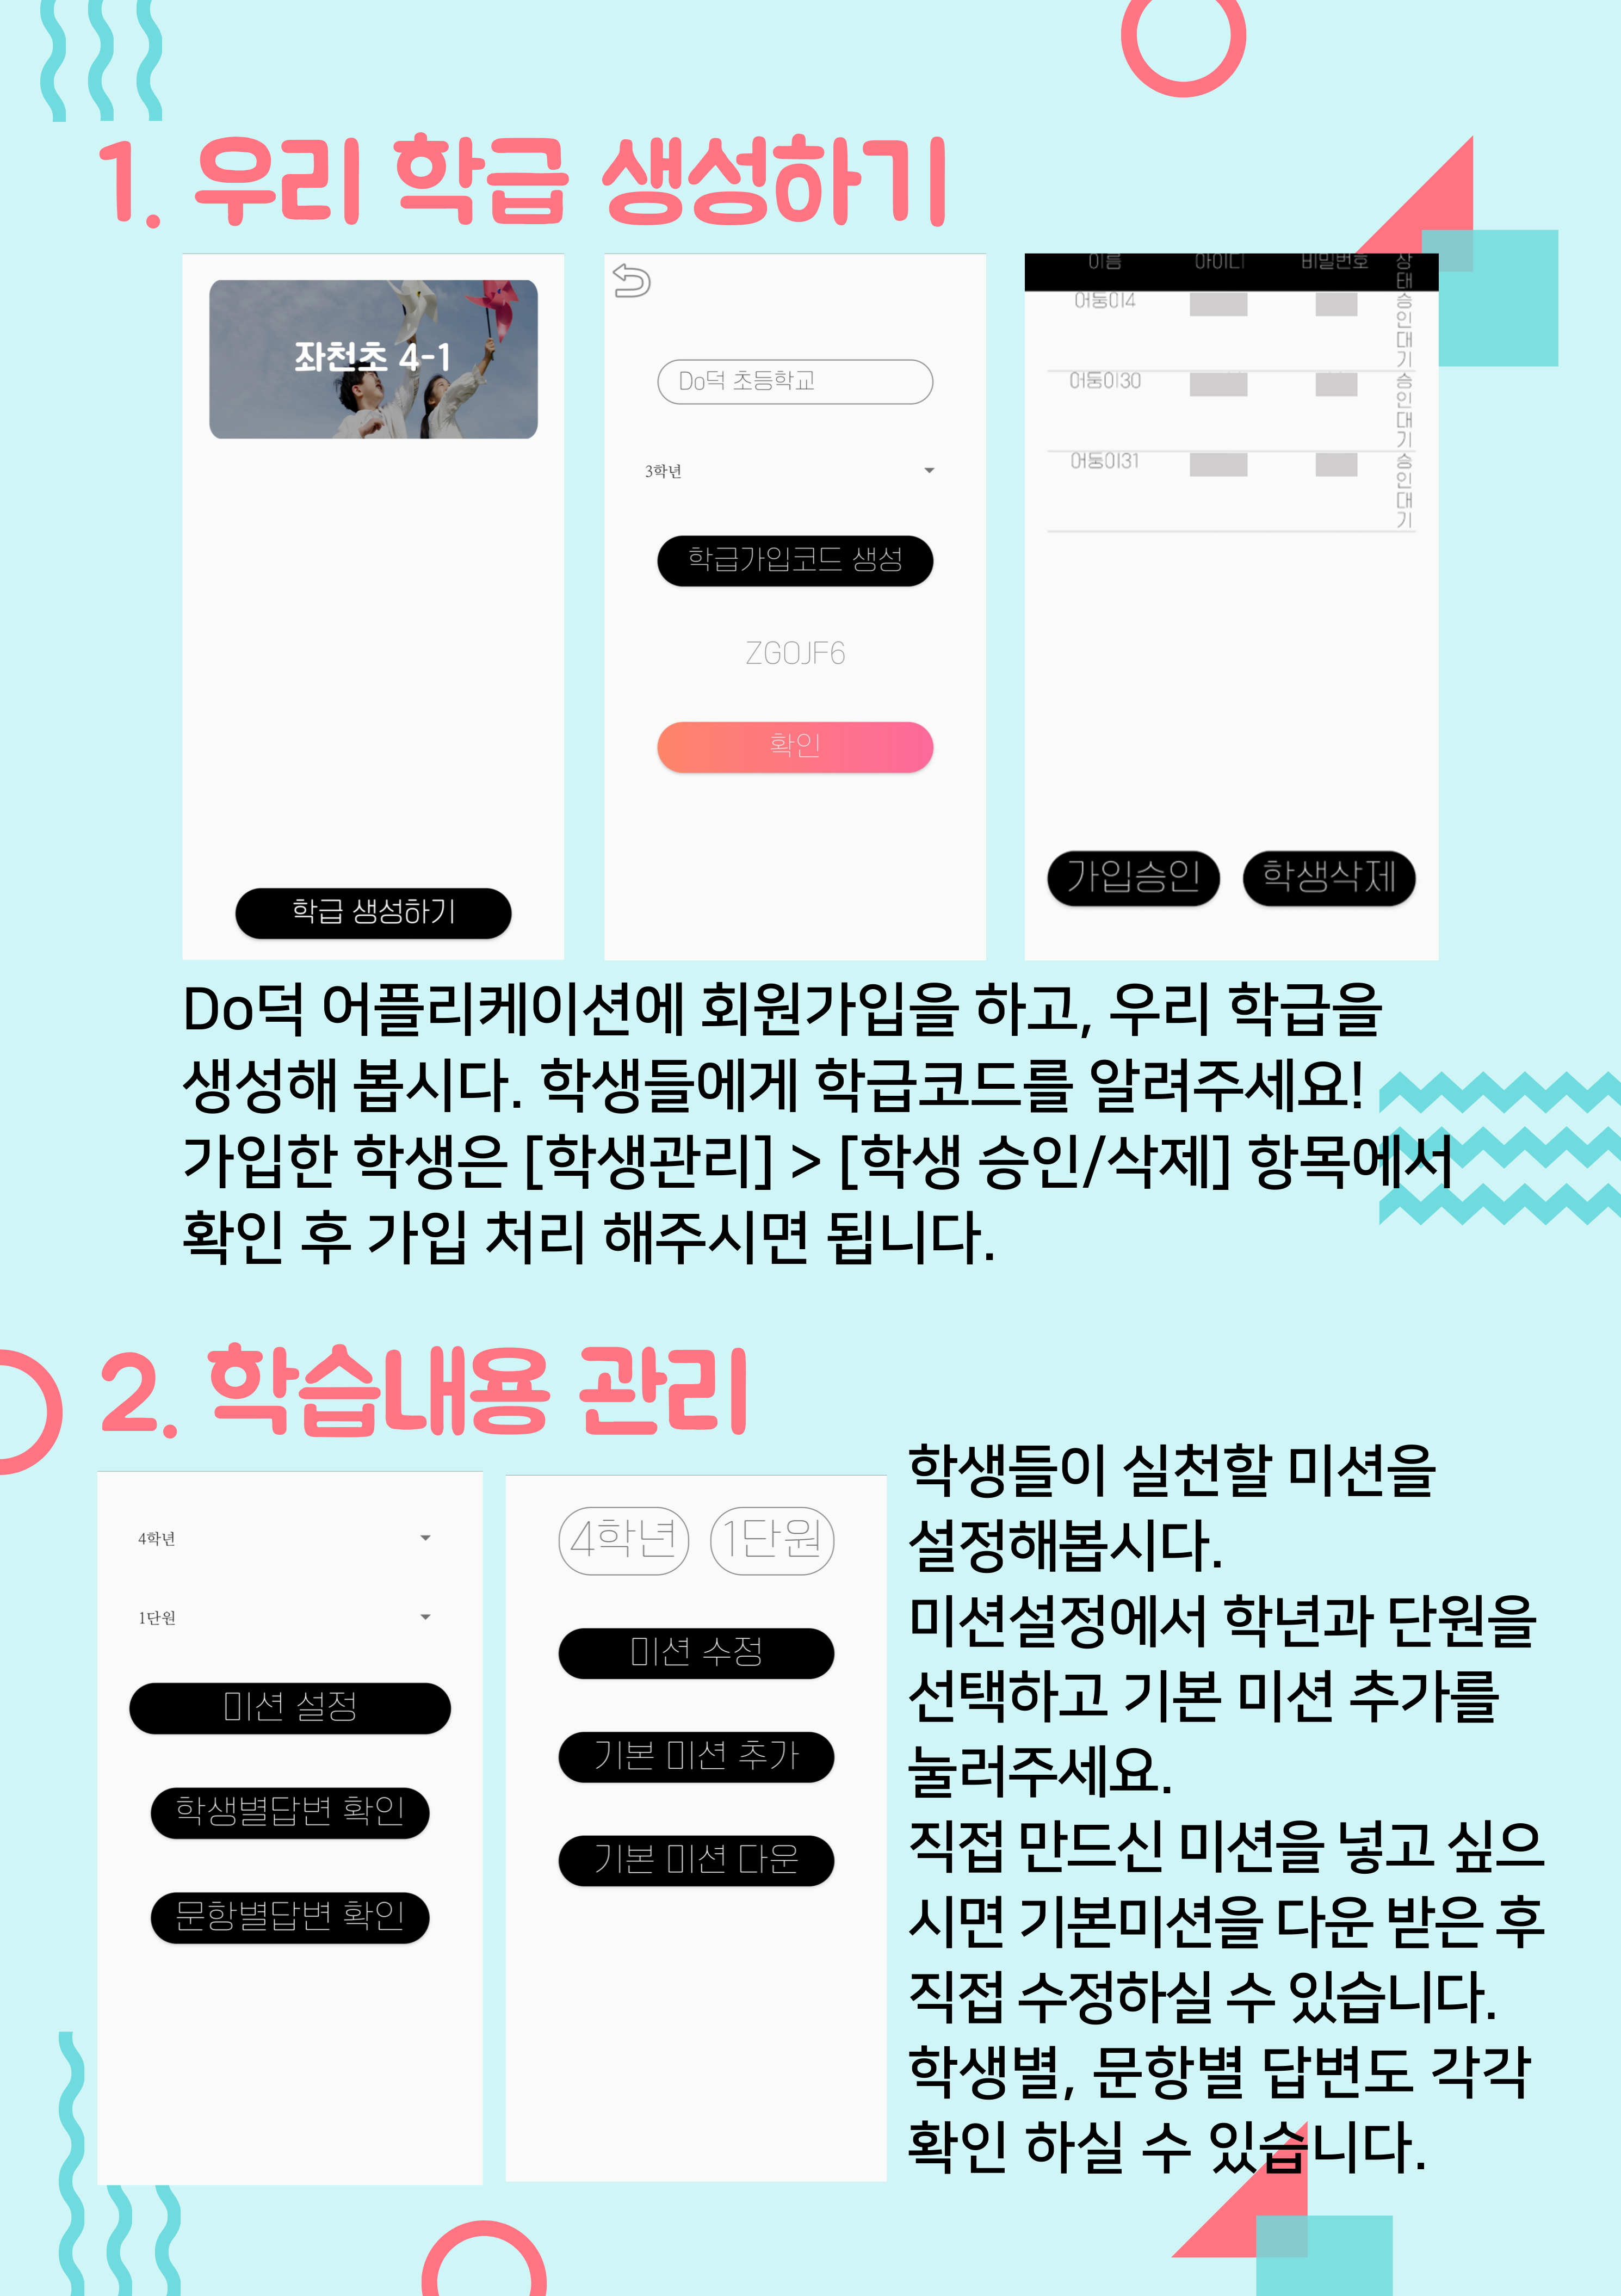 1. 우리 학급 생성하기
좌천초 4-1
학급 생성하기
Do덕 초등학교
3학년
학급가입코드 생성
ZG0JF6
확인
이름 아이디 비밀번호 상태
어둥이4 승인대기
어둥이30 승인대기
어둥이31 승인대기
가입승인 학생삭제
Do덕 어플리케이션에 회원가입을 하고, 우리 학급을
생성해 봅시다. 학생들에게 학급코드를 알려주세요!
가입한 학생은 [학생관리] > [학생 승인/삭제] 항목에서
확인 후 가입 처리 해주시면 됩니다.
2. 학습내용 관리
4학년
1단원
미션 설정
학생별답변 확인
문항별답변 확인
4학년 1단원
미션 수정
기본 미션 추가
기본 미션 다운
학생들이 실천할 미션을
설정해봅시다.
미션설정에서 학년과 단원을
선택하고 기본 미션 추가를
눌러주세요.
직접 만드신 미션을 넣고 싶으
시면 기본미션을 다운 받은 후
직접 수정하실 수 있습니다.
학생별, 문항별 답변도 각각
확인 하실 수 있습니다.